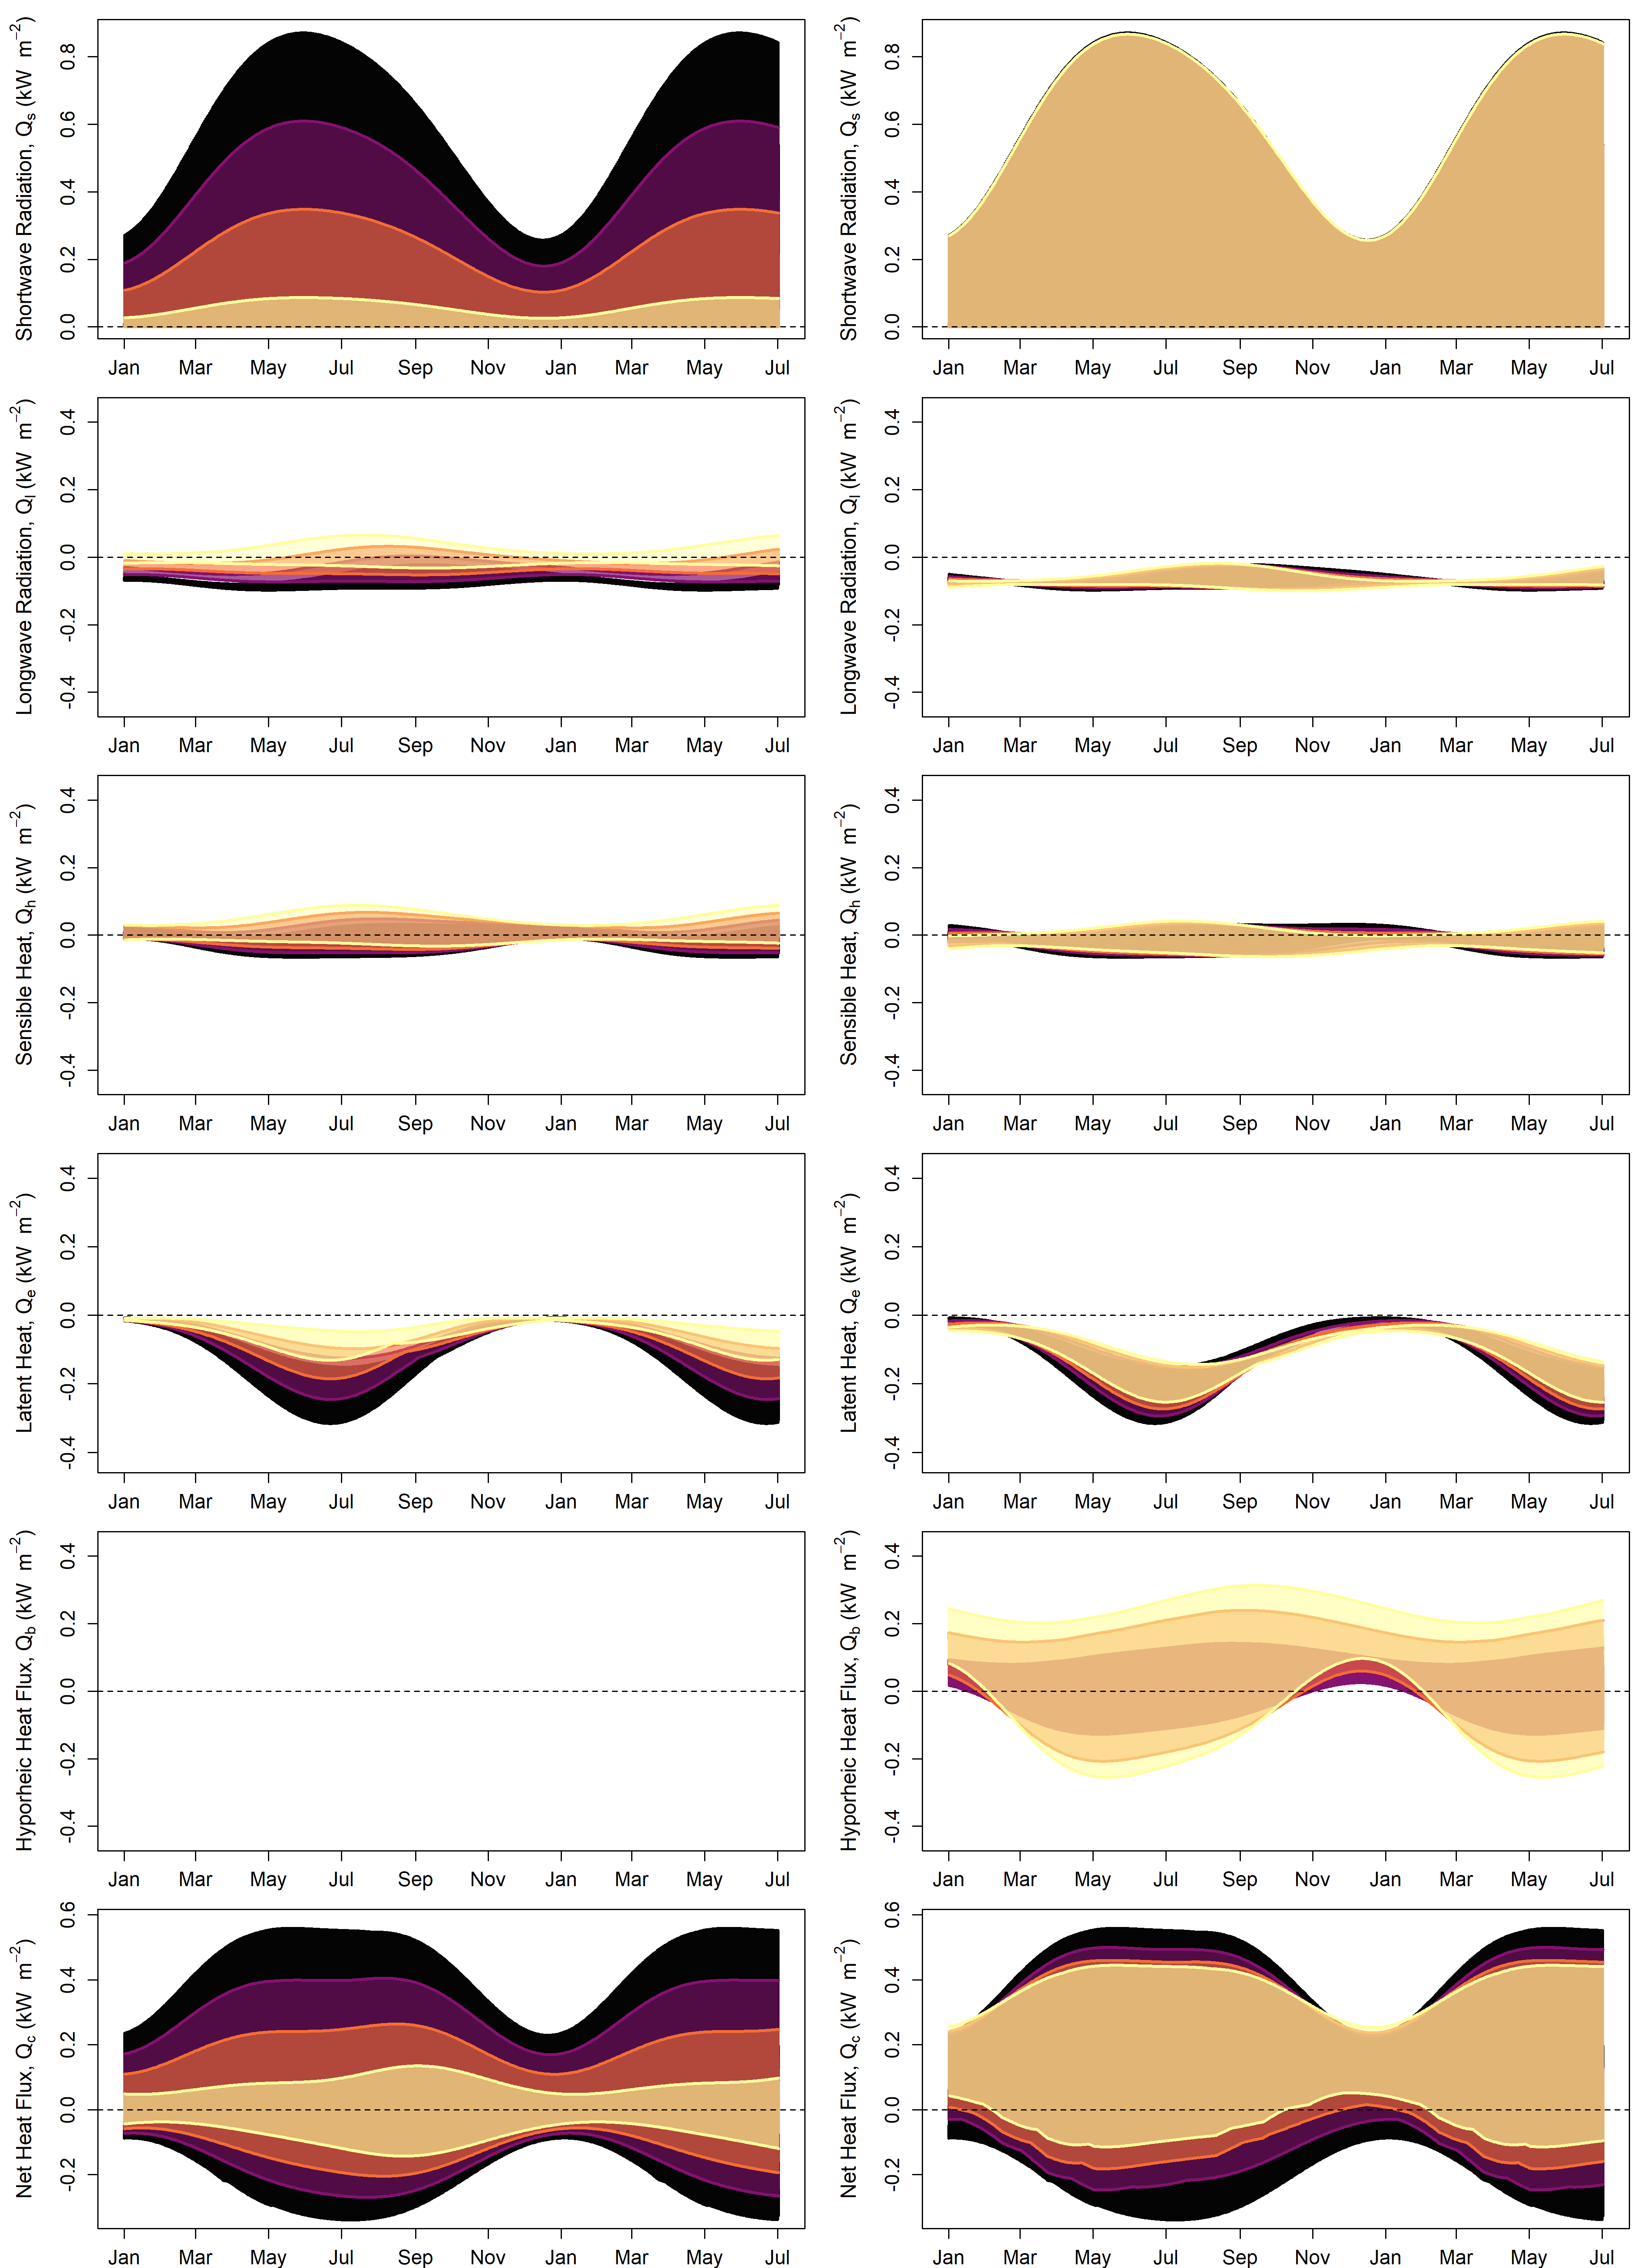 Shortwave Radiation, Qs (kW m−2)
0.0 0.2 0.4 0.6 0.8
Jan Mar May Jul Sep Nov Jan Mar May Jul
Shortwave Radiation, Qs (kW m−2)
0.0 0.2 0.4 0.6 0.8
Jan Mar May Jul Sep Nov Jan Mar May Jul
Longwave Radiation, Ql (kW m−2)
-0.4 -0.2 0.0 0.2 0.4
Jan Mar May Jul Sep Nov Jan Mar May Jul
Longwave Radiation, Ql (kW m−2)
-0.4 -0.2 0.0 0.2 0.4
Jan Mar May Jul Sep Nov Jan Mar May Jul
Sensible Heat, Qh (kW m−2)
-0.4 -0.2 0.0 0.2 0.4
Jan Mar May Jul Sep Nov Jan Mar May Jul
Sensible Heat, Qh (kW m−2)
-0.4 -0.2 0.0 0.2 0.4
Jan Mar May Jul Sep Nov Jan Mar May Jul
Latent Heat, Qe (kW m−2)
-0.4 -0.2 0.0 0.2 0.4
Jan Mar May Jul Sep Nov Jan Mar May Jul
Latent Heat, Qe (kW m−2)
-0.4 -0.2 0.0 0.2 0.4
Jan Mar May Jul Sep Nov Jan Mar May Jul
Hyporheic Heat Flux, Qb (kW m−2)
-0.4 -0.2 0.0 0.2 0.4
Jan Mar May Jul Sep Nov Jan Mar May Jul
Hyporheic Heat Flux, Qb (kW m−2)
-0.4 -0.2 0.0 0.2 0.4
Jan Mar May Jul Sep Nov Jan Mar May Jul
Net Heat Flux, Qc (kW m−2)
-0.2 0.0 0.2 0.4 0.6
Jan Mar May Jul Sep Nov Jan Mar May Jul
Net Heat Flux, Qc (kW m−2)
-0.2 0.0 0.2 0.4 0.6
Jan Mar May Jul Sep Nov Jan Mar May Jul